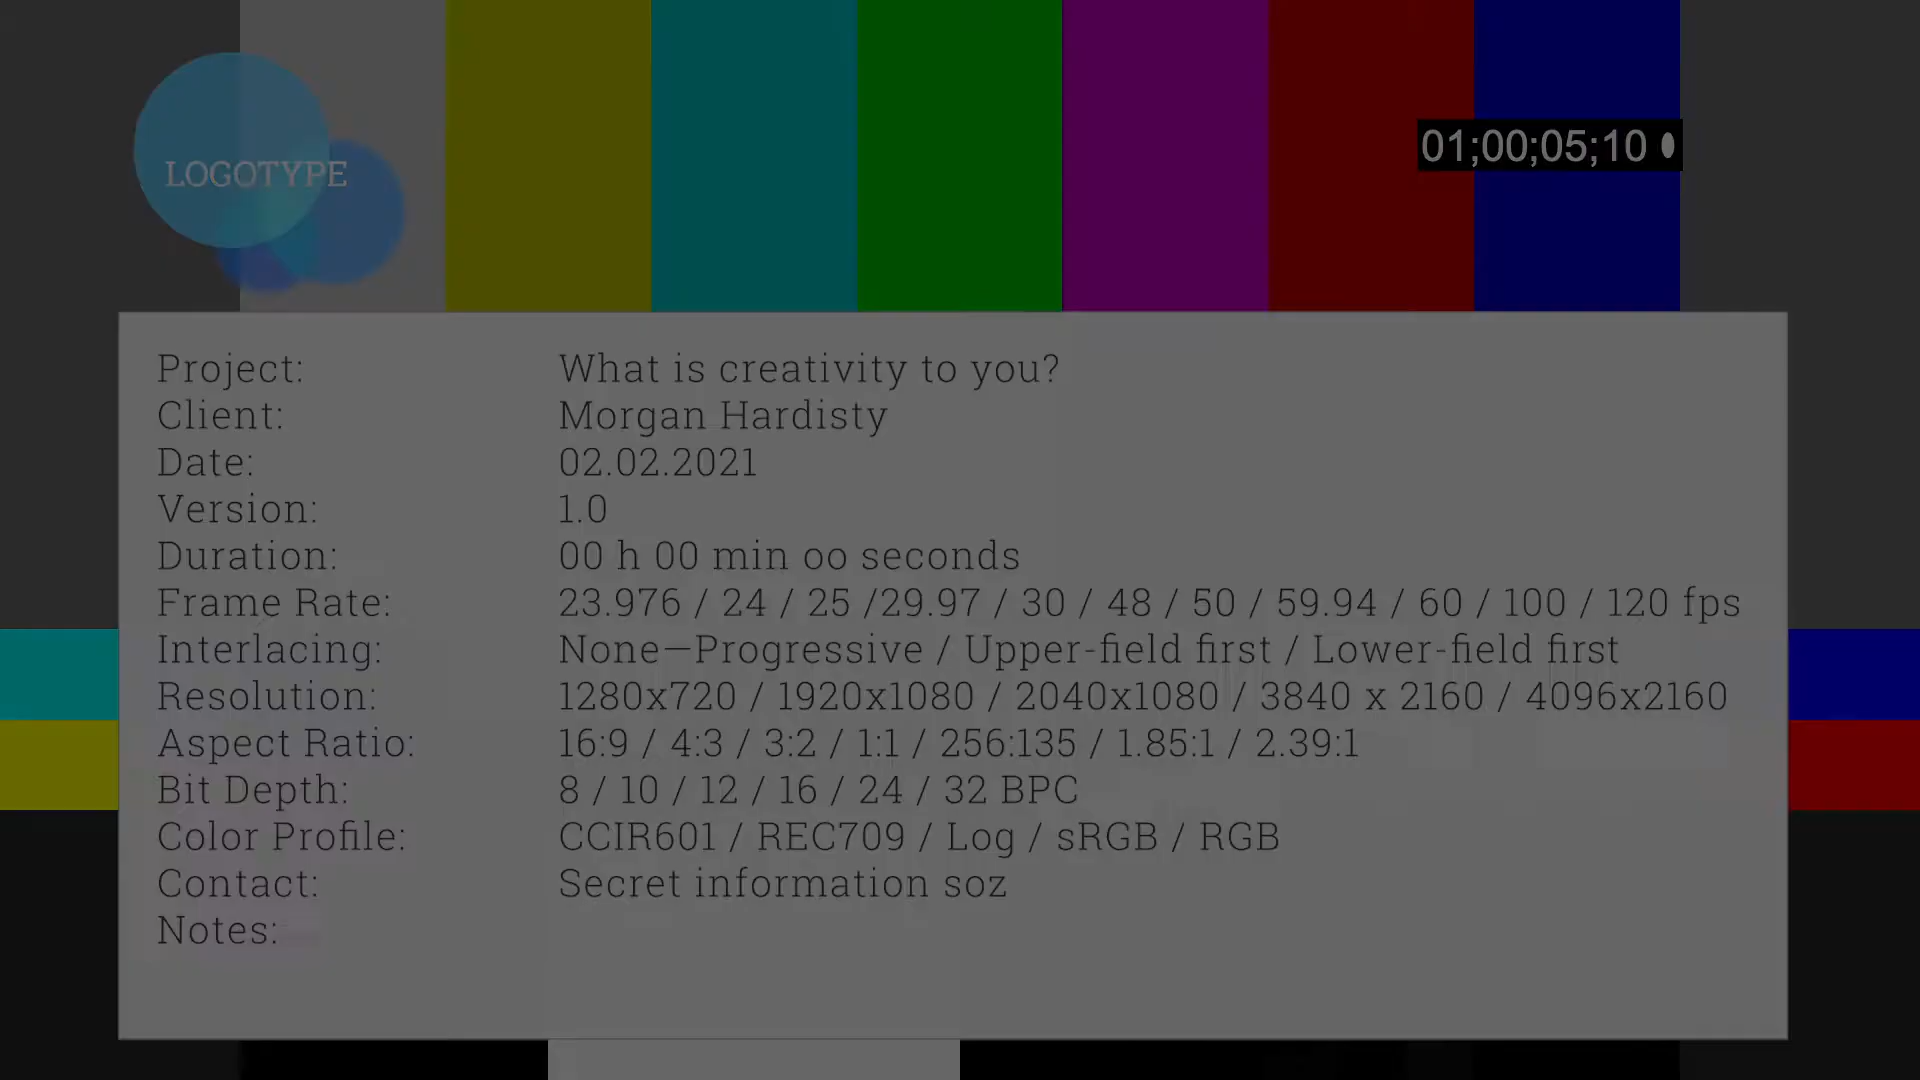 LOGOTYPE
01;00;05;10
Project: What is creativity to you?
Client: Morgan Hardisty
Date: 02.02.2021
Version: 1.0
Duration: 00 h 00 min oo seconds
Frame Rate: 23.976 / 24 / 25 /29.97 / 30 / 48 / 50 / 59.94 / 60 / 100 / 120 fps
Interlacing: None—Progressive / Upper-field first / Lower-field first
Resolution: 1280x720 / 1920x1080 / 2040x1080 / 3840 x 2160 / 4096x2160
Aspect Ratio: 16:9 / 4:3 / 3:2 / 1:1 / 256:135 / 1.85:1 / 2.39:1
Bit Depth: 8 / 10 / 12 / 16 / 24 / 32 BPC
Color Profile: CCIR601 / REC709 / Log / sRGB / RGB
Contact: Secret information soz
Notes: